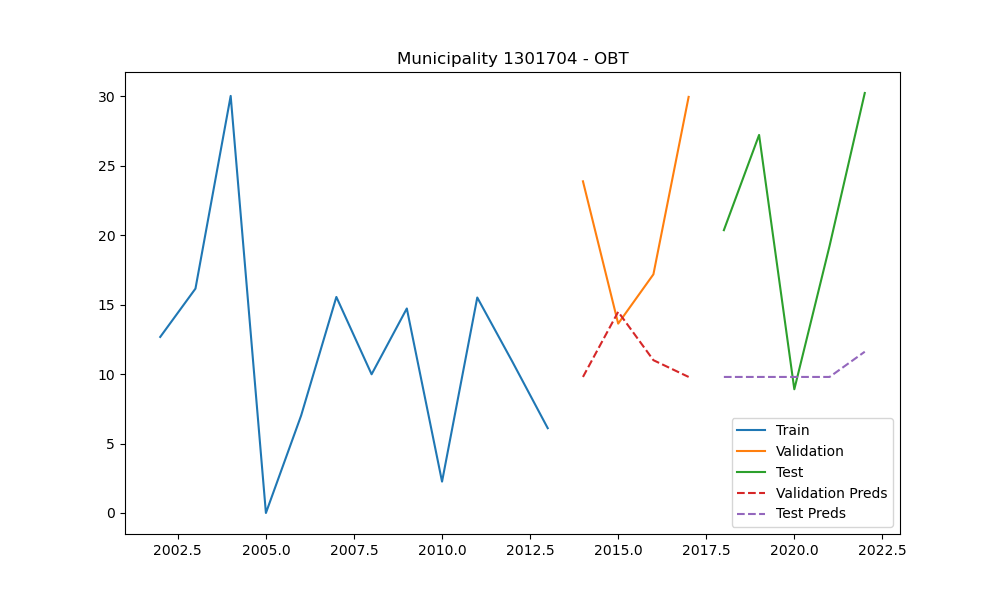 Municipality 1301704 - OBT
30
25
20
15
10
5
0
2002.5 2005.0 2007.5 2010.0 2012.5 2015.0 2017.5 2020.0 2022.5
Train
Validation
Test
Validation Preds
Test Preds